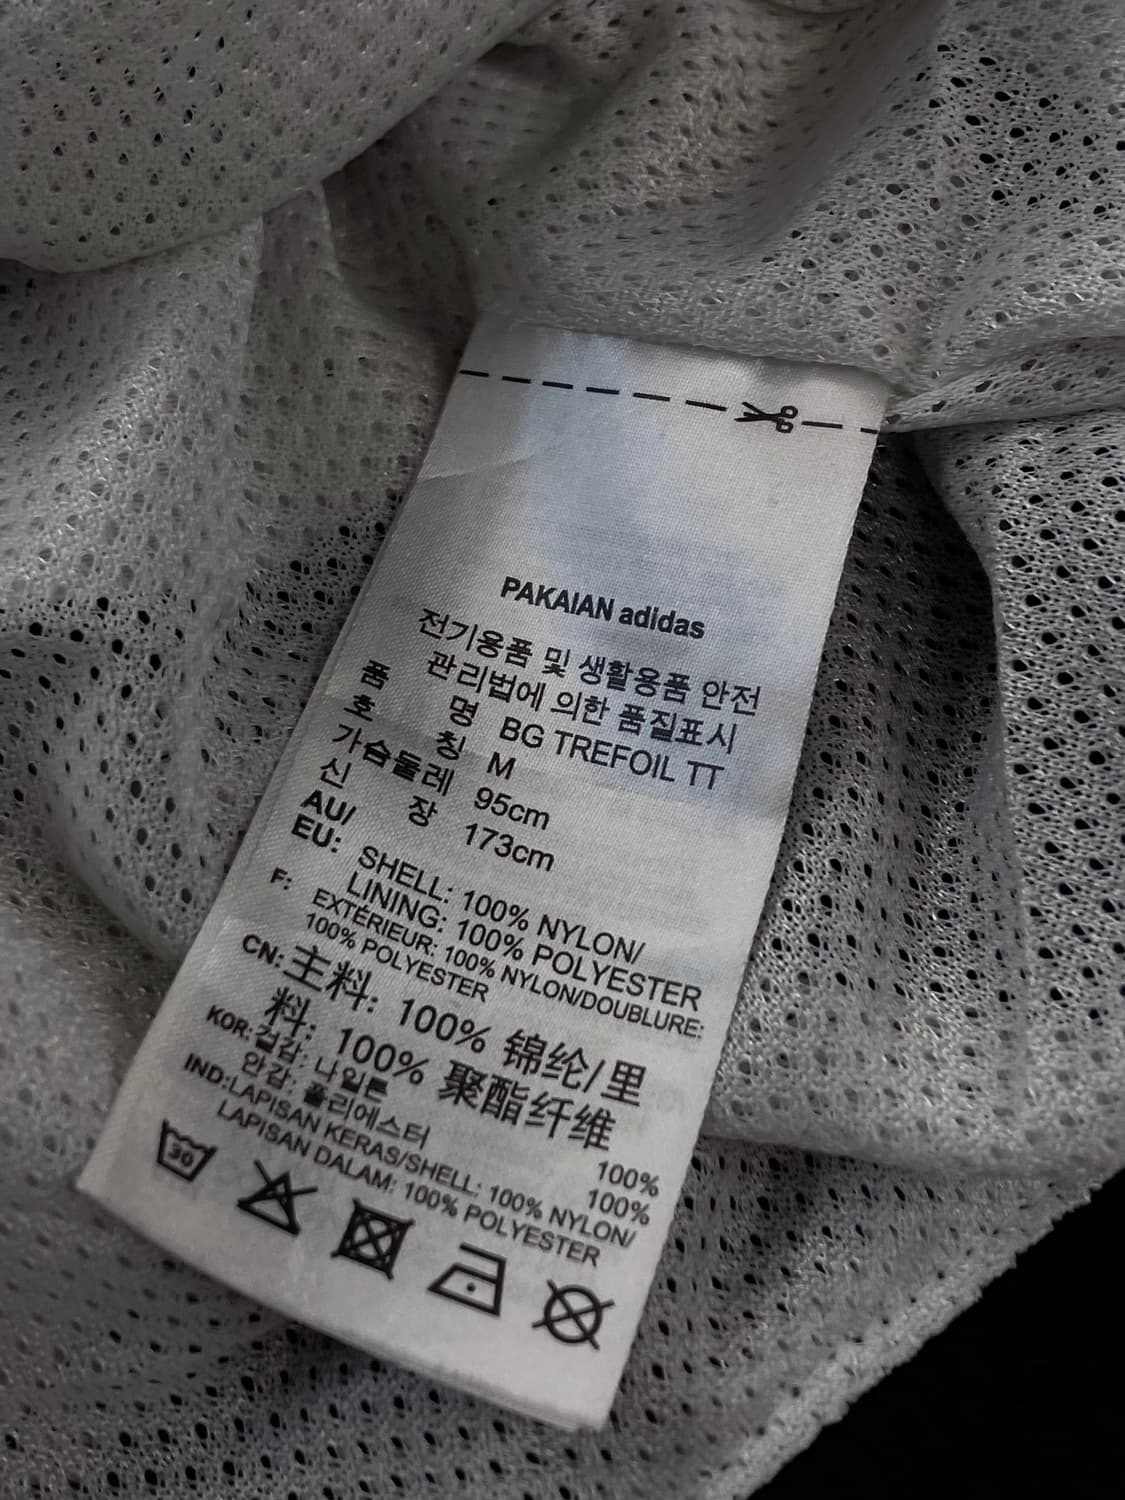 PAKAIAN adidas
전기용품 및 생활용품 안전
관리법에 의한 품질표시
품 명 BG TREFOIL TT
호 칭 M
가슴둘레 95cm
신 장 173cm
AU/
EU: SHELL: 100% NYLON/
LINING: 100% POLYESTER
F: EXTÉRIEUR: 100% NYLON/DOUBLURE:
100% POLYESTER
CN: 主料: 100% 锦纶/里
料: 100% 聚酯纤维
KOR: 겉감: 나일론 100%
안감: 폴리에스터 100%
IND: LAPISAN KERAS/SHELL: 100% NYLON/
LAPISAN DALAM: 100% POLYESTER
30